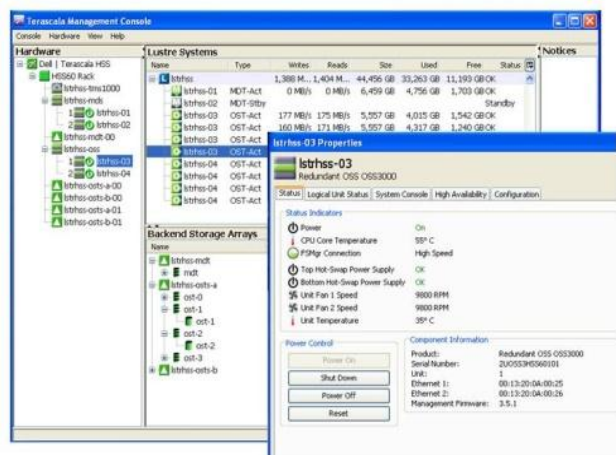 Terascala Management Console
Console Hardware View Help
Hardware
Dell | Terascala HSS
HSS60 Rack
lstrhss-tms1000
lstrhss-mds
1 lstrhss-01
2 lstrhss-02
lstrhss-mdt-00
lstrhss-oss
1 lstrhss-03
2 lstrhss-04
lstrhss-osts-a-00
lstrhss-osts-b-00
lstrhss-osts-a-01
lstrhss-osts-b-01
Lustre Systems
Name Type Writes Reads Size Used Free Status
lstrhss 1,388 M... 1,404 M... 44,456 GB 33,263 GB 11,193 GB OK
lstrhss-01 MDT-Act 0 MB/s 0 MB/s 6,459 GB 4,756 GB 1,703 GB OK
lstrhss-02 MDT-Stby Standby
lstrhss-03 OST-Act 177 MB/s 175 MB/s 5,557 GB 4,015 GB 1,542 GB OK
lstrhss-03 OST-Act 160 MB/s 171 MB/s 5,557 GB 4,317 GB 1,240 GB OK
lstrhss-03 OST-Act
lstrhss-03 OST-Act
lstrhss-04 OST-Act
lstrhss-04 OST-Act
lstrhss-04 OST-Act
lstrhss-04 OST-Act
Notices
Backend Storage Arrays
Name
lstrhss-mdt
mdt
lstrhss-osts-a
ost-0
ost-1
ost-1
ost-2
ost-2
ost-3
lstrhss-osts-b
lstrhss-03 Properties
lstrhss-03
Redundant OSS OSS3000
Status Logical Unit Status System Console High Availability Configuration
Status Indicators
Power On
CPU Core Temperature 55° C
FSMgr Connection High Speed
Top Hot-Swap Power Supply OK
Bottom Hot-Swap Power Supply OK
Unit Fan 1 Speed 9800 RPM
Unit Fan 2 Speed 9800 RPM
Unit Temperature 35° C
Power Control
Power On
Shut Down
Power Off
Reset
Component Information
Product: Redundant OSS OSS3000
Serial Number: 2UOSS3HSS60101
Unit: 1
Ethernet 1: 00:13:20:0A:00:25
Ethernet 2: 00:13:20:0A:00:26
Management Firmware: 3.5.1